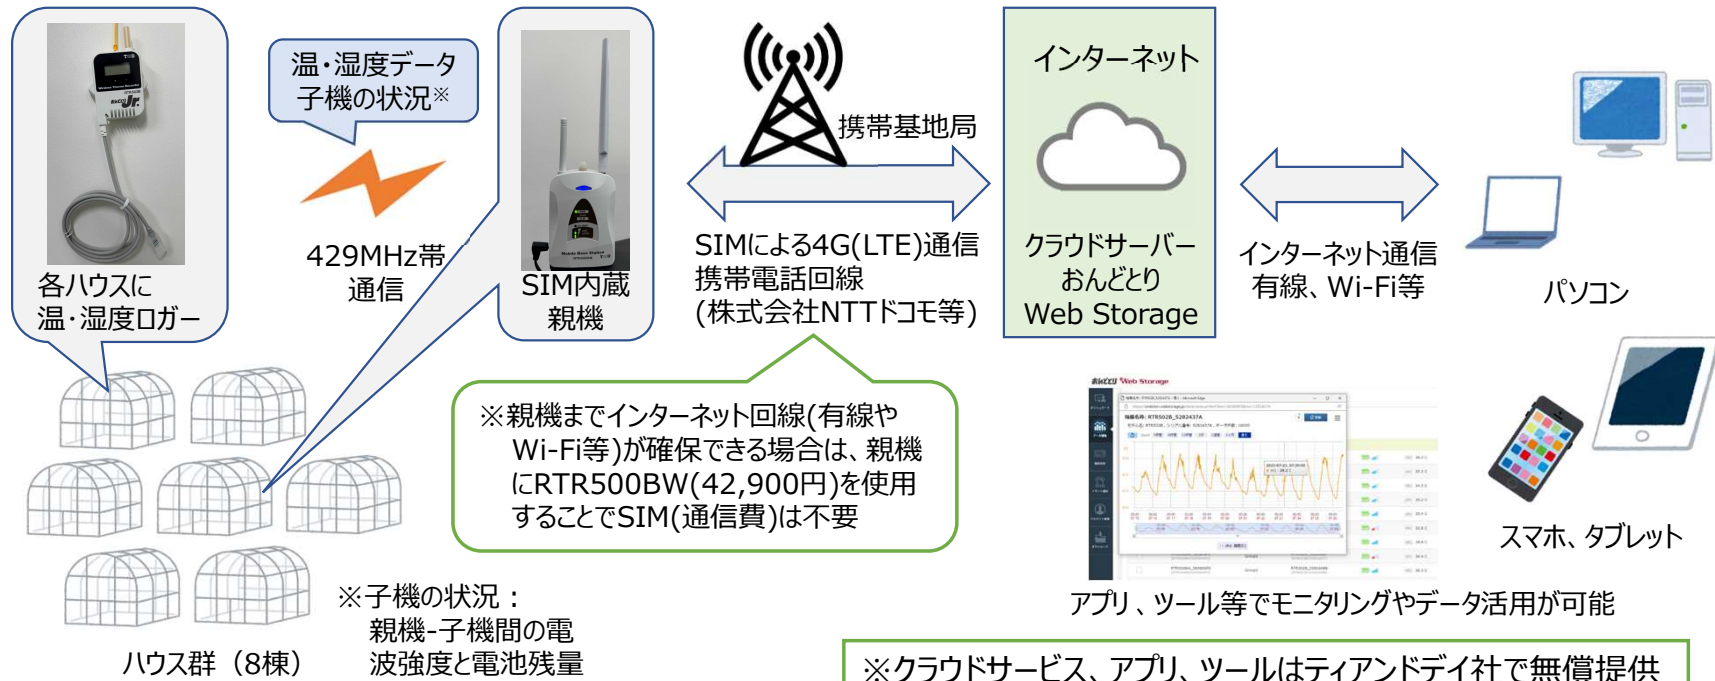 各ハウスに
温・湿度ロガー
温・湿度データ
子機の状況※
429MHz帯
通信
SIM内蔵
親機
携帯基地局
SIMによる4G(LTE)通信
携帯電話回線
(株式会社NTTドコモ等)
インターネット
クラウドサーバー
おんどとり
Web Storage
インターネット通信
有線、Wi-Fi等
パソコン
スマホ、タブレット
※親機までインターネット回線(有線や
Wi-Fi等)が確保できる場合は、親機
にRTR500BW(42,900円)を使用
することでSIM(通信費)は不要
ハウス群（8棟）
※子機の状況：
親機-子機間の電
波強度と電池残量
おんどとり Web Storage
機器名称: RTR502B_5282437A
アプリ、ツール等でモニタリングやデータ活用が可能
※クラウドサービス、アプリ、ツールはティアンドデイ社で無償提供